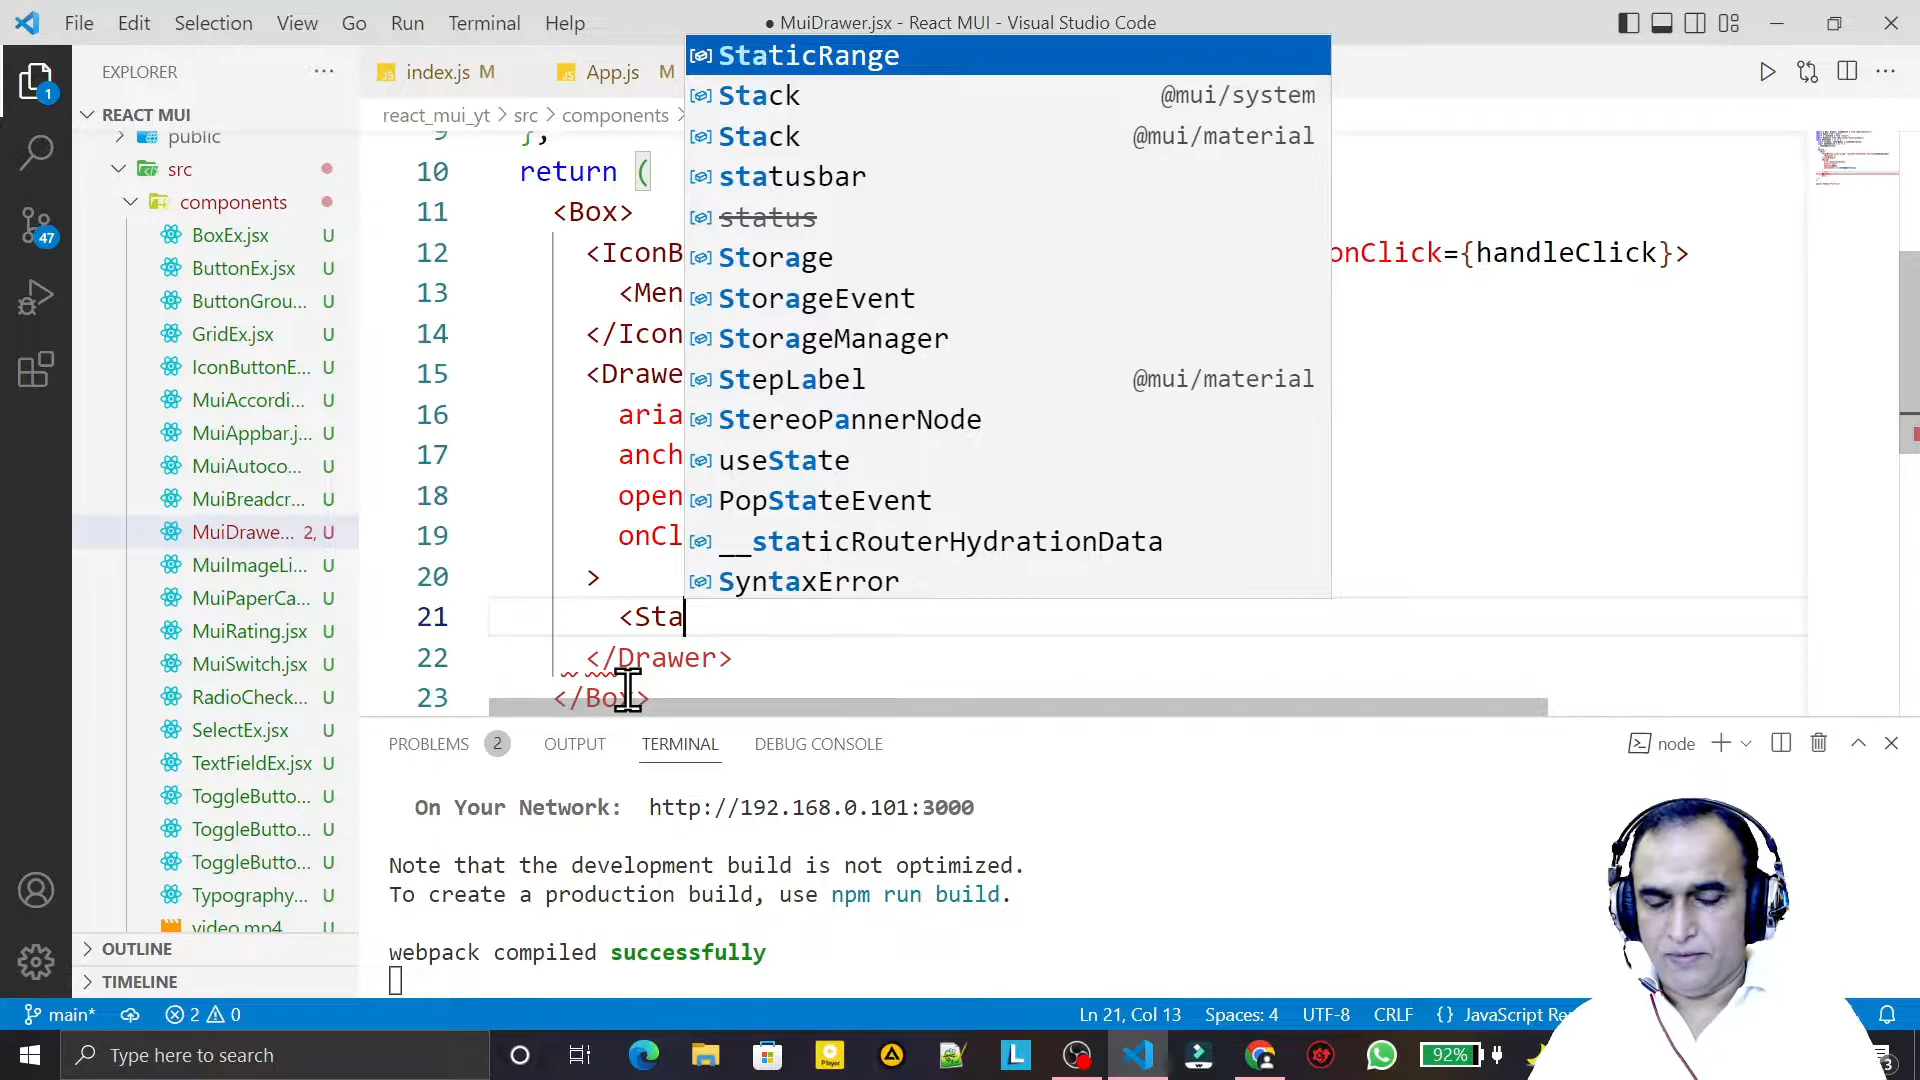 File Edit Selection View Go Run Terminal Help
● MuiDrawer.jsx - React MUI - Visual Studio Code
EXPLORER
index.js M
App.js M
REACT MUI
public
src
components
BoxEx.jsx U
ButtonEx.jsx U
ButtonGrou... U
GridEx.jsx U
IconButtonE... U
MuiAccordi... U
MuiAppbar.j... U
MuiAutoco... U
MuiBreadcr... U
MuiDrawe... 2, U
MuiImageLi... U
MuiPaperCa... U
MuiRating.jsx U
MuiSwitch.jsx U
RadioCheck... U
SelectEx.jsx U
TextFieldEx.jsx U
ToggleButto... U
ToggleButto... U
ToggleButto... U
Typography... U
video.mp4 U
OUTLINE
TIMELINE
1
47
react_mui_yt > src > components >
9 };
10 return (
11 <Box>
12 <IconB onClick={handleClick}>
13 <Men
14 </Icon
15 <Drawe
16 aria
17 anch
18 open
19 onCl
20 >
21 <Sta
22 </Drawer>
23 </Box>
StaticRange
Stack @mui/system
Stack @mui/material
statusbar
status
Storage
StorageEvent
StorageManager
StepLabel @mui/material
StereoPannerNode
useState
PopStateEvent
__staticRouterHydrationData
SyntaxError
PROBLEMS 2 OUTPUT TERMINAL DEBUG CONSOLE
node
On Your Network: http://192.168.0.101:3000
Note that the development build is not optimized.
To create a production build, use npm run build.
webpack compiled successfully
main* 2 0
Ln 21, Col 13 Spaces: 4 UTF-8 CRLF {} JavaScript Re
Type here to search
92%
3